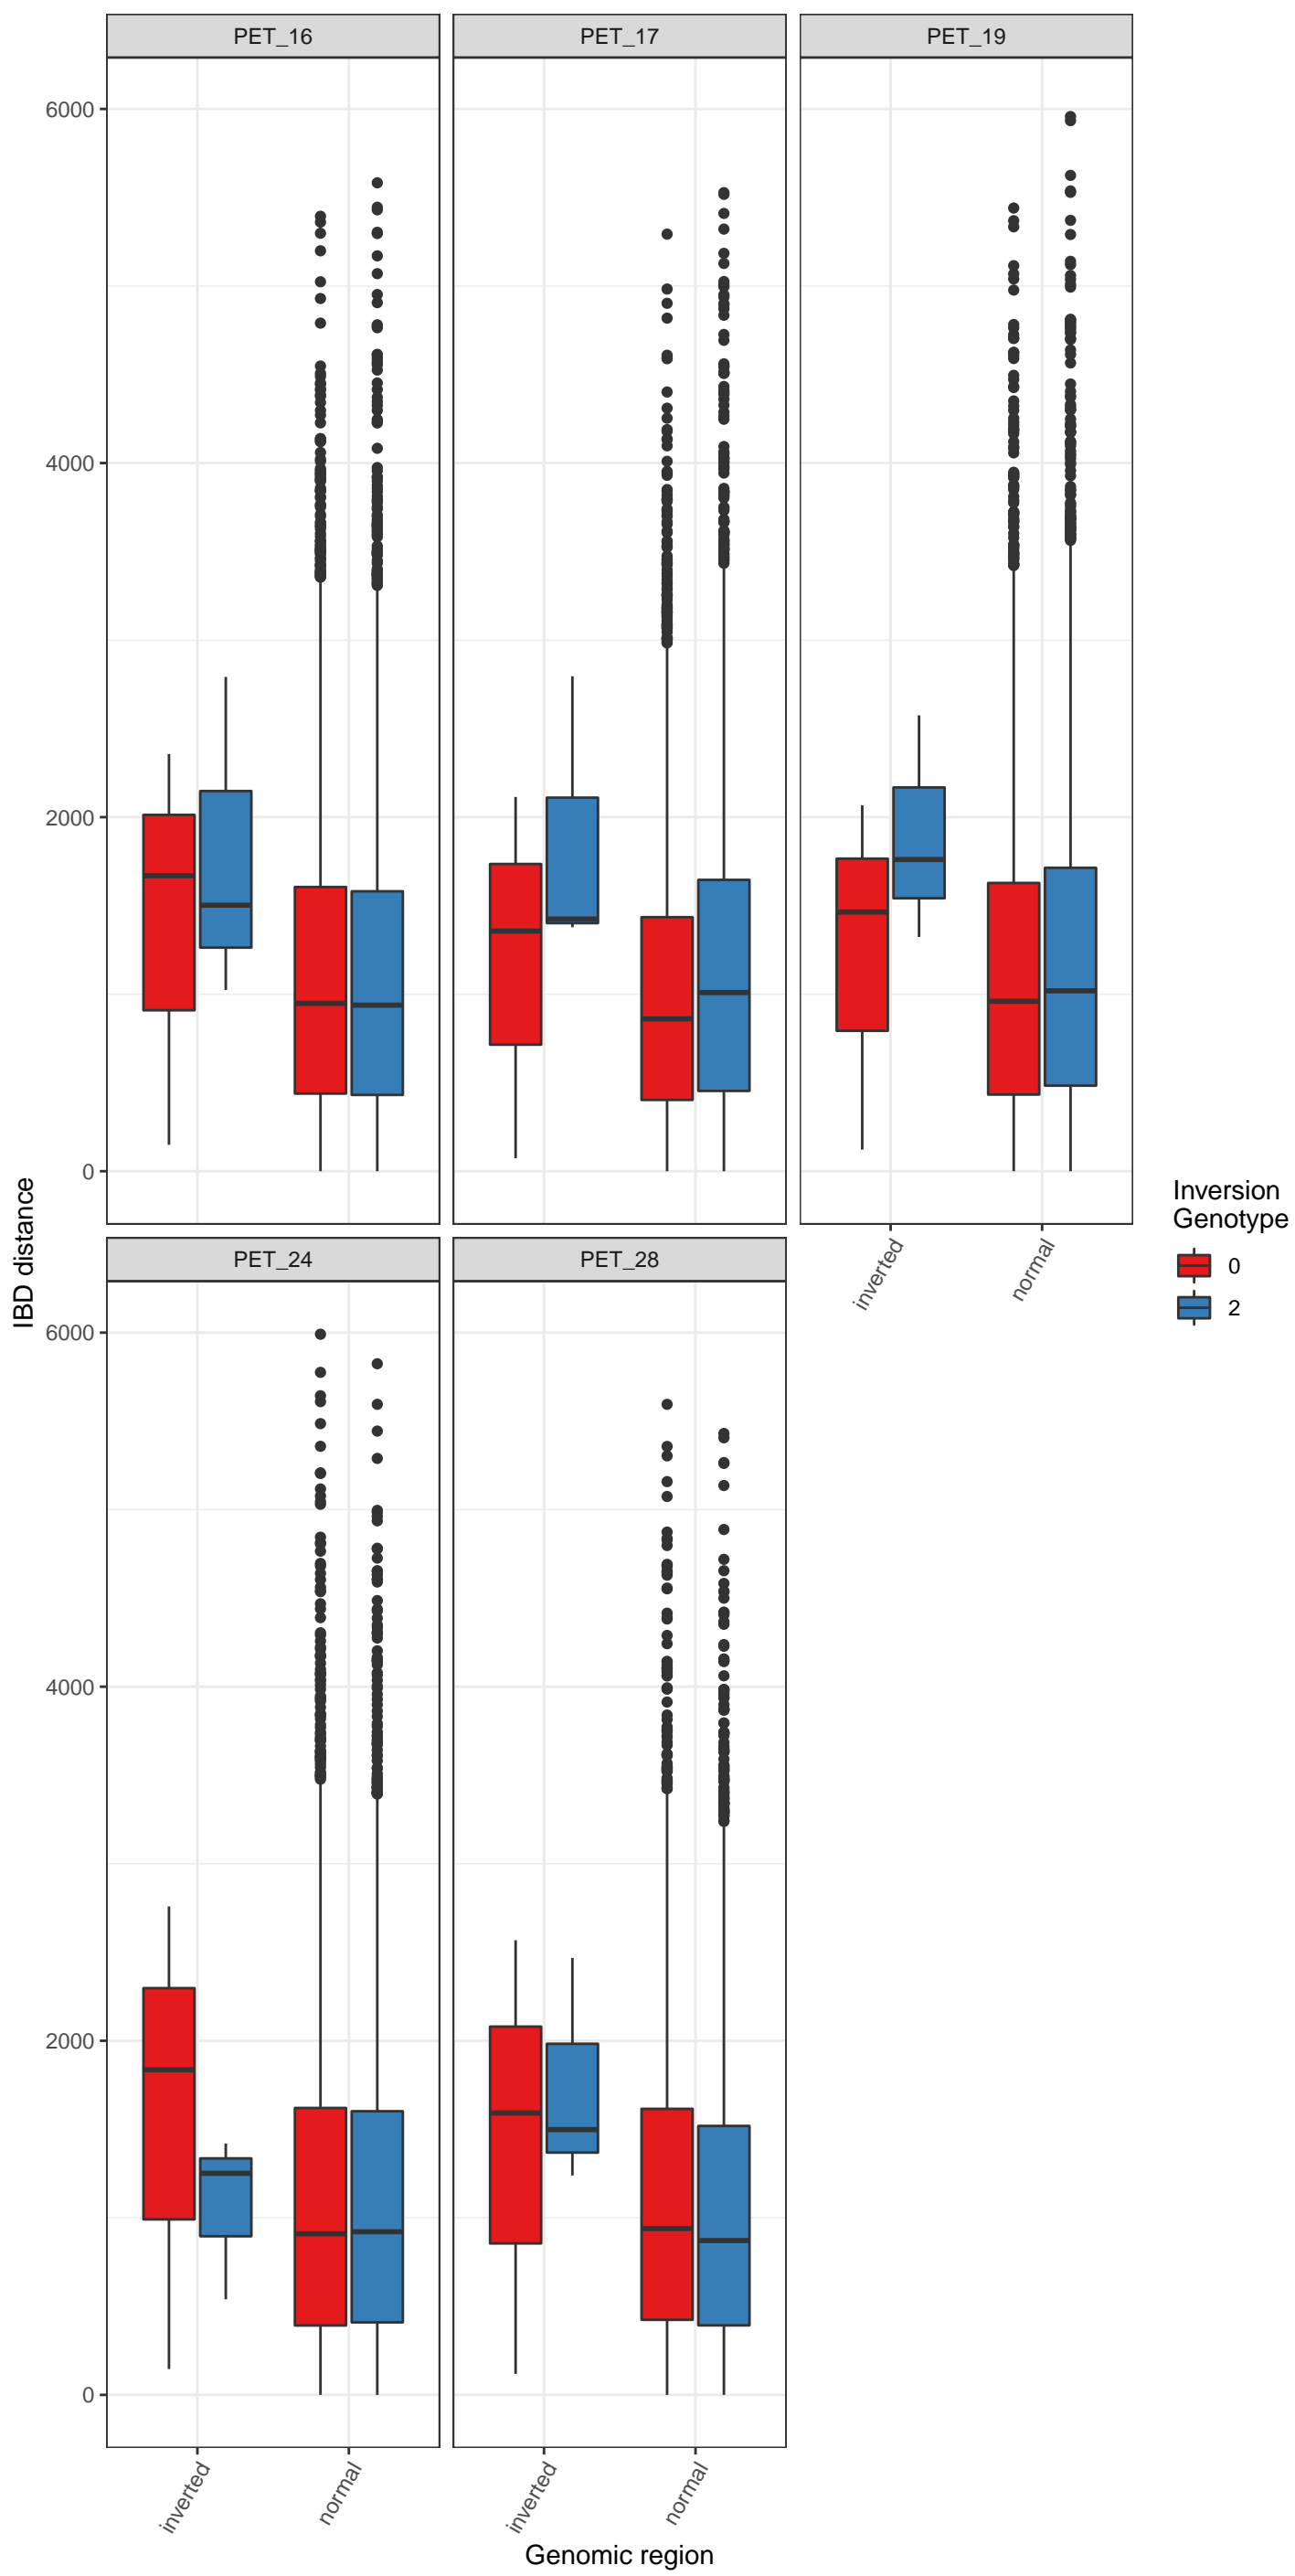 PET_16
PET_17
PET_19
6000
4000
2000
0
inverted
normal
PET_24
PET_28
6000
4000
2000
0
inverted
normal
inverted
normal
IBD distance
Genomic region
Inversion
Genotype
0
2